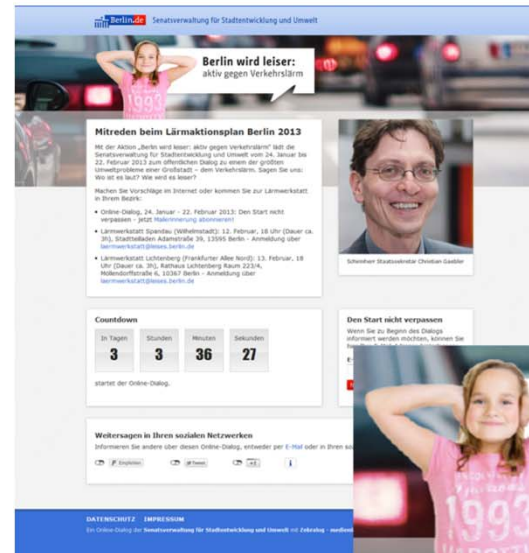 Berlin.de Senatsverwaltung für Stadtentwicklung und Umwelt
Berlin wird leiser:
aktiv gegen Verkehrslärm
1993
Mitreden beim Lärmaktionsplan Berlin 2013
Mit der Aktion „Berlin wird leiser: aktiv gegen Verkehrslärm“ lädt die
Senatsverwaltung für Stadtentwicklung und Umwelt vom 24. Januar bis
22. Februar 2013 zum öffentlichen Dialog zu einem der größten
Umweltprobleme einer Großstadt – dem Verkehrslärm. Sagen Sie uns:
Wo ist es laut? Wie wird es leiser?
Machen Sie Vorschläge im Internet oder kommen Sie zur Lärmwerkstatt
in Ihrem Bezirk:
• Online-Dialog, 24. Januar - 22. Februar 2013: Den Start nicht
verpassen - jetzt Mailerinnerung abonnieren!
• Lärmwerkstatt Spandau (Wilhelmstadt): 12. Februar, 18 Uhr (Dauer ca.
3h), Stadtteilladen Adamstraße 39, 13595 Berlin - Anmeldung über
laermwerkstatt@leises.berlin.de
• Lärmwerkstatt Lichtenberg (Frankfurter Allee Nord): 13. Februar, 18
Uhr (Dauer ca. 3h), Rathaus Lichtenberg Raum 223/4,
Möllendorffstraße 6, 10367 Berlin - Anmeldung über
laermwerkstatt@leises.berlin.de
Schirmherr Staatssekretär Christian Gaebler
Countdown
In Tagen Stunden Minuten Sekunden
3 3 36 27
startet der Online-Dialog.
Den Start nicht verpassen
Wenn Sie zu Beginn des Dialogs
informiert werden möchten, können Sie
Weitersagen in Ihren sozialen Netzwerken
Informieren Sie andere über diesen Online-Dialog, entweder per E-Mail oder in Ihren
Empfehlen Tweet +1 i
1993
DATENSCHUTZ IMPRESSUM
Ein Online-Dialog der Senatsverwaltung für Stadtentwicklung und Umwelt mit Zebralog -